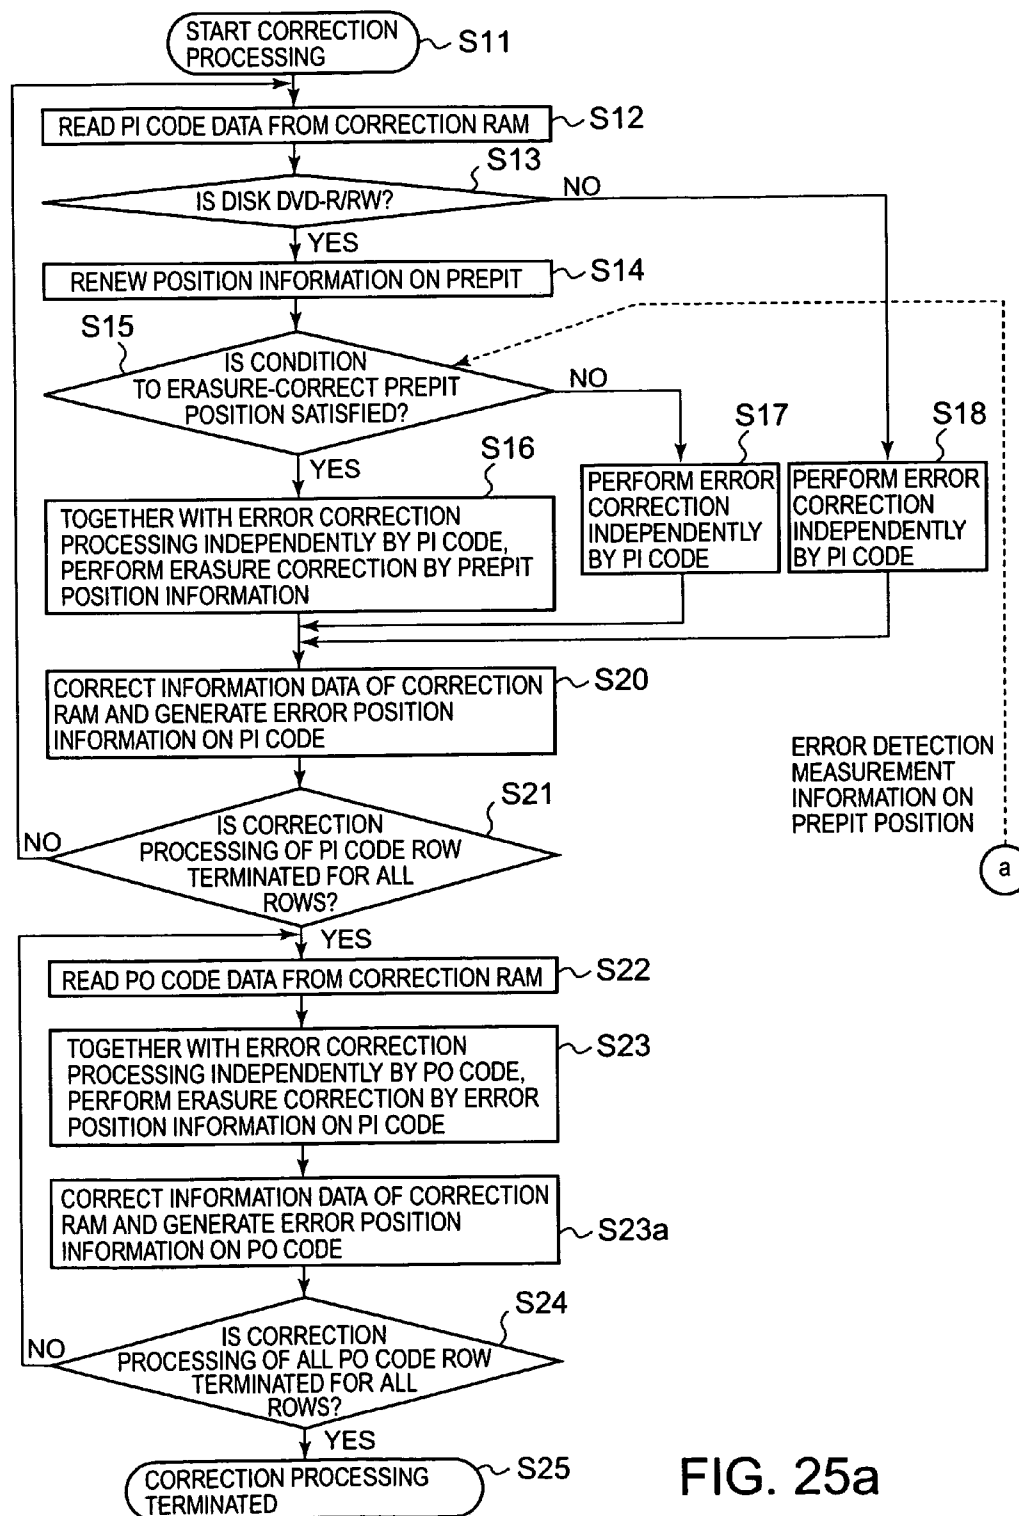 START CORRECTION
PROCESSING
S11
READ PI CODE DATA FROM CORRECTION RAM
S12
S13
IS DISK DVD-R/RW?
NO
YES
RENEW POSITION INFORMATION ON PREPIT
S14
S15
IS CONDITION
TO ERASURE-CORRECT PREPIT
POSITION SATISFIED?
NO
YES
S16
S17
S18
TOGETHER WITH ERROR CORRECTION
PROCESSING INDEPENDENTLY BY PI CODE,
PERFORM ERASURE CORRECTION BY PREPIT
POSITION INFORMATION
PERFORM ERROR
CORRECTION
INDEPENDENTLY
BY PI CODE
PERFORM ERROR
CORRECTION
INDEPENDENTLY
BY PI CODE
CORRECT INFORMATION DATA OF CORRECTION
RAM AND GENERATE ERROR POSITION
INFORMATION ON PI CODE
S20
ERROR DETECTION
MEASUREMENT
INFORMATION ON
PREPIT POSITION
a
S21
IS CORRECTION
PROCESSING OF PI CODE ROW
TERMINATED FOR ALL
ROWS?
NO
YES
READ PO CODE DATA FROM CORRECTION RAM
S22
TOGETHER WITH ERROR CORRECTION
PROCESSING INDEPENDENTLY BY PO CODE,
PERFORM ERASURE CORRECTION BY ERROR
POSITION INFORMATION ON PI CODE
S23
CORRECT INFORMATION DATA OF CORRECTION
RAM AND GENERATE ERROR POSITION
INFORMATION ON PO CODE
S23a
S24
IS CORRECTION
PROCESSING OF ALL PO CODE ROW
TERMINATED FOR ALL
ROWS?
NO
YES
CORRECTION PROCESSING
TERMINATED
S25
FIG. 25a